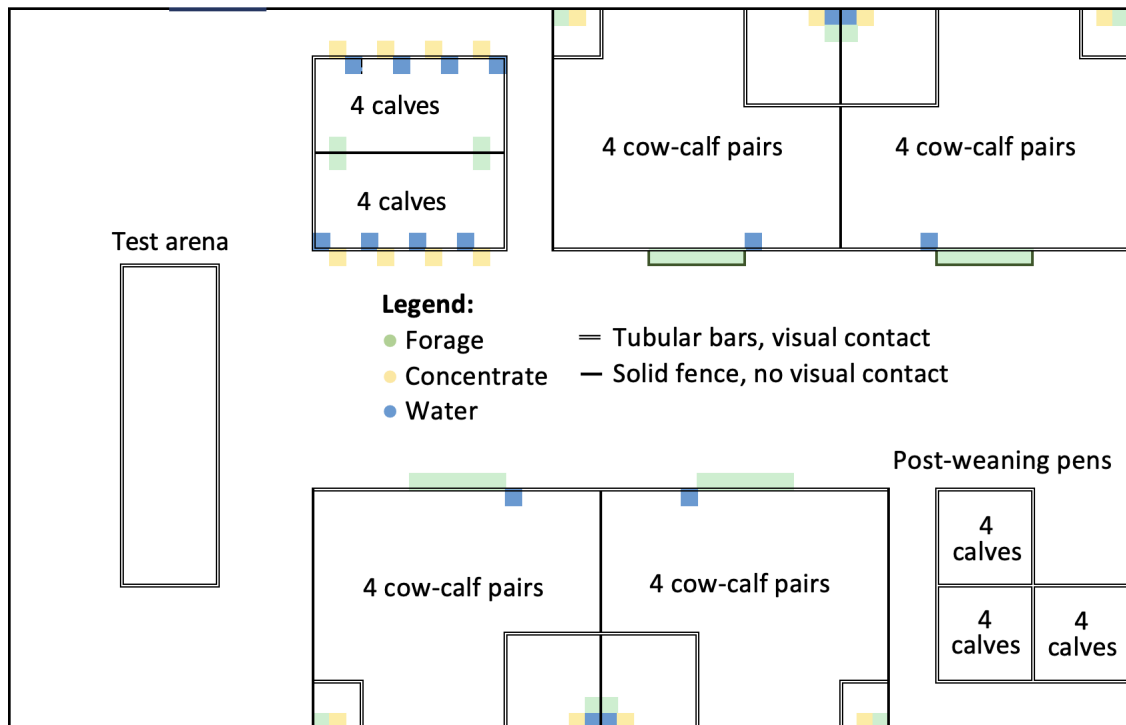 4 calves
4 calves
4 cow-calf pairs
4 cow-calf pairs
Test arena
Legend:
Forage
Concentrate
Water
Tubular bars, visual contact
Solid fence, no visual contact
Post-weaning pens
4 cow-calf pairs
4 cow-calf pairs
4
calves
4
calves
4
calves